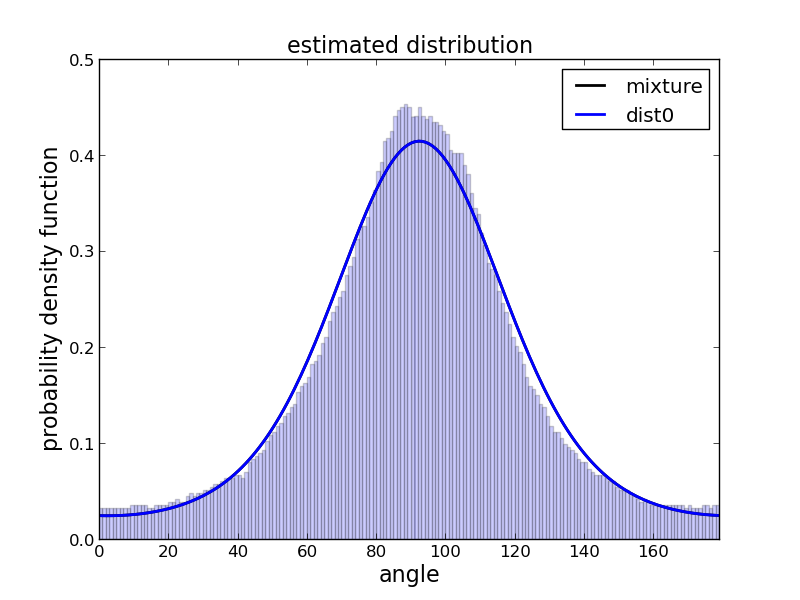 estimated distribution
mixture
dist0
probability density function
0.5
0.4
0.3
0.2
0.1
0.0
0 20 40 60 80 100 120 140 160
angle